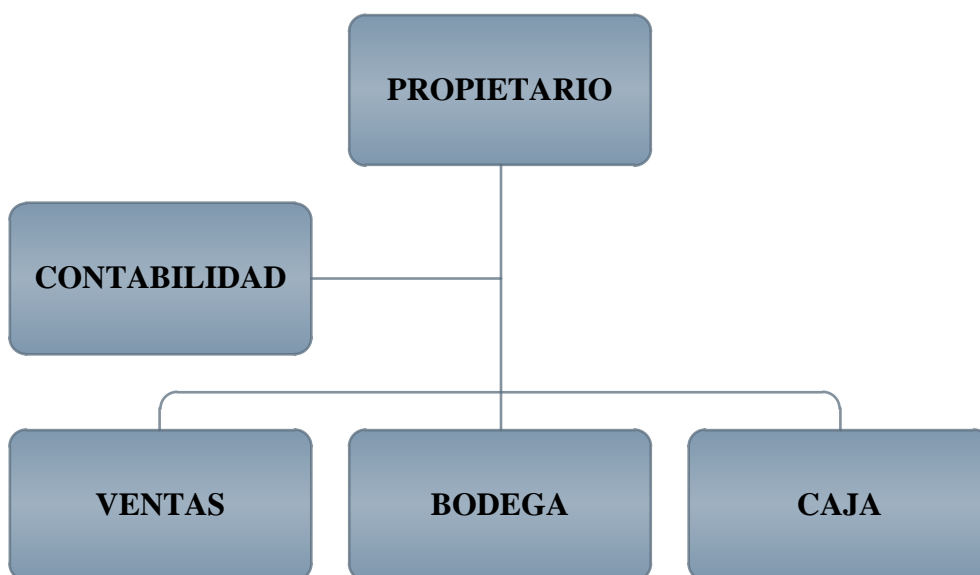 PROPIETARIO
CONTABILIDAD
VENTAS
BODEGA
CAJA